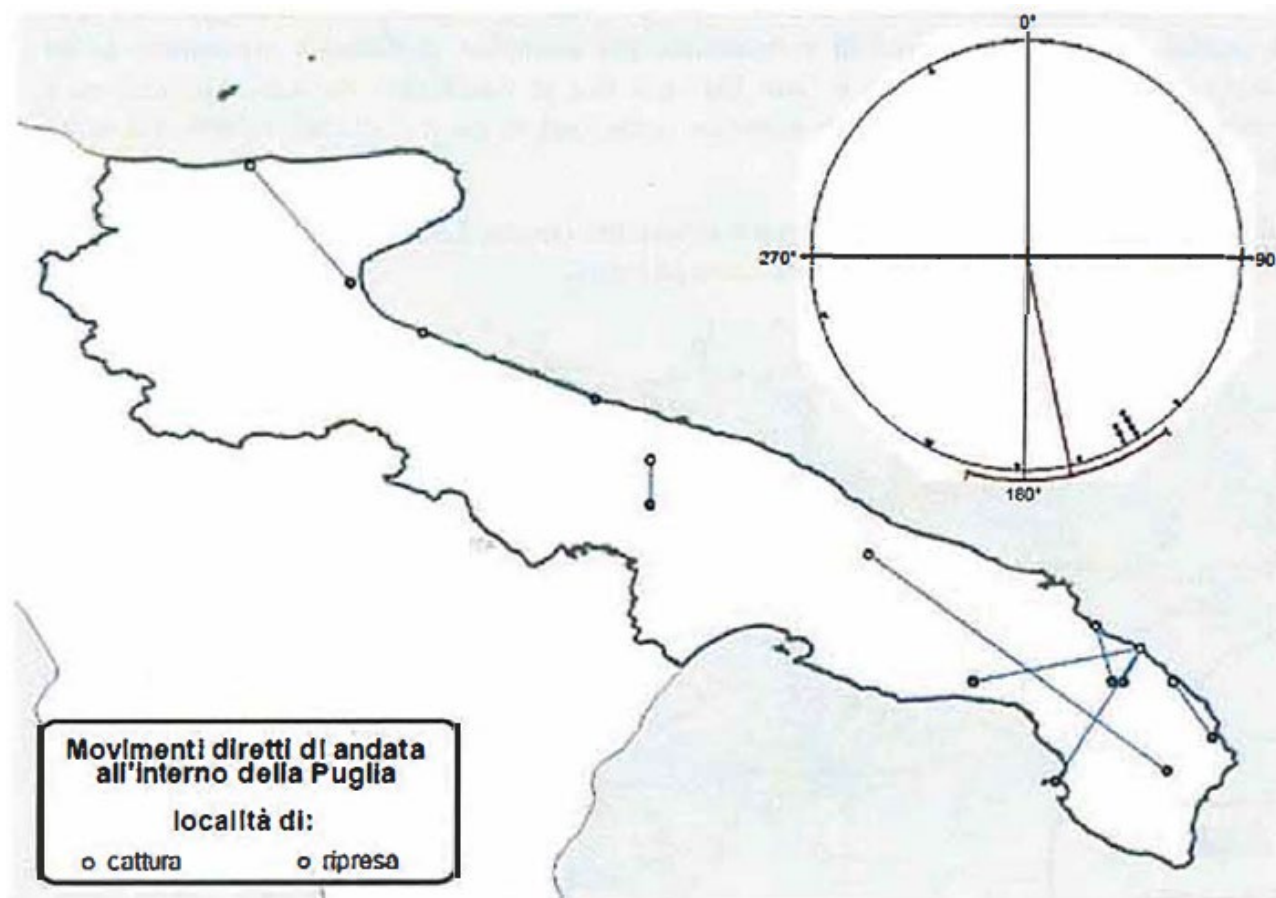 0°
270°
90
180°
Movimenti diretti di andata
all'interno della Puglia
località di:
cattura
ripresa